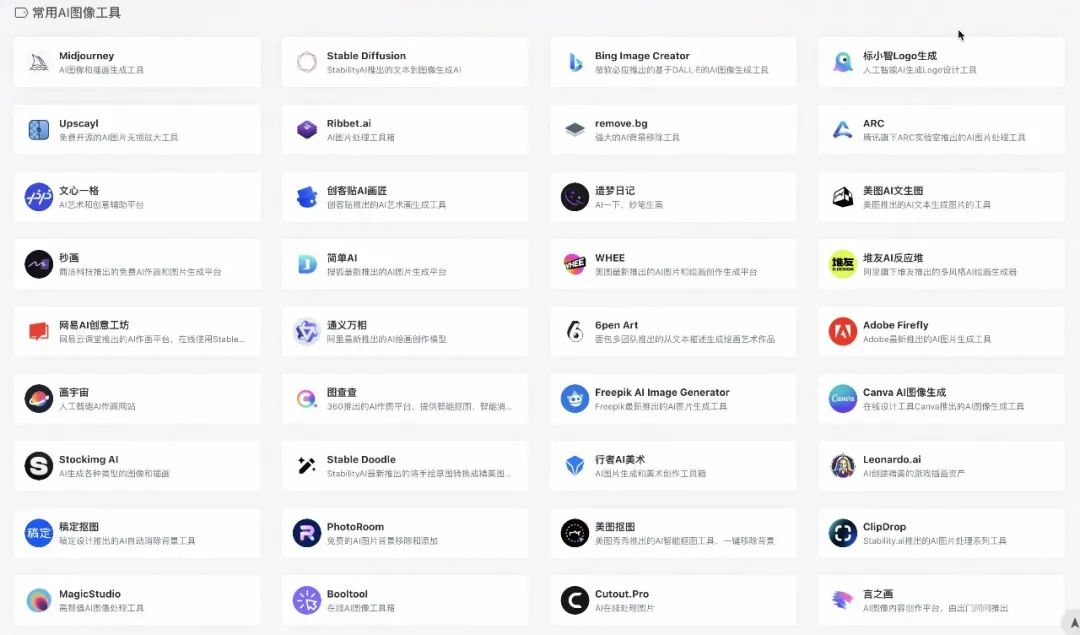 常用AI图像工具
Midjourney
AI图像和插画生成工具
Stable Diffusion
StabilityAI推出的文本到图像生成AI
Bing Image Creator
微软必应推出的基于DALL-E的AI图像生成工具
标小智Logo生成
人工智能AI生成Logo设计工具
Upscayl
免费开源的AI图片无损放大工具
Ribbet.ai
AI图片处理工具箱
remove.bg
强大的AI背景移除工具
ARC
腾讯旗下ARC实验室推出的AI图片处理工具
文心一格
AI艺术和创意辅助平台
创客贴AI画匠
创客贴推出的AI艺术画生成工具
造梦日记
AI一下，妙笔生画
美图AI文生图
美图推出的AI文本生成图片的工具
秒画
商汤科技推出的免费AI作画和图片生成平台
简单AI
搜狐最新推出的AI图片生成平台
WHEE
WHEE
美图最新推出的AI图片和绘画创作生成平台
堆友
D.DESIGN
堆友AI反应堆
阿里旗下堆友推出的多风格AI绘画生成器
网易AI创意工坊
网易云课堂推出的AI作画平台，在线使用Stable...
通义万相
阿里最新推出的AI绘画创作模型
6pen Art
面包多团队推出的从文本描述生成绘画艺术作品
Adobe Firefly
Adobe最新推出的AI图片生成工具
画宇宙
人工智能AI作画网站
图查查
360推出的AI作图平台，提供智能抠图、智能消...
Freepik AI Image Generator
Freepik最新推出的AI图片生成工具
Canva
Canva AI图像生成
在线设计工具Canva推出的AI图像生成工具
Stockimg AI
AI生成各种类型的图像和插画
Stable Doodle
StabilityAI最新推出的将手绘草图转换成精美图...
行者AI美术
AI图片生成和美术创作工具箱
Leonardo.ai
AI创建精美的游戏插画资产
稿定
稿定抠图
稿定设计推出的AI自动消除背景工具
PhotoRoom
免费的AI图片背景移除和添加
美图抠图
美图秀秀推出的AI智能抠图工具，一键移除背景
ClipDrop
Stability.ai推出的AI图片处理系列工具
MagicStudio
高颜值AI图像处理工具
Booltool
在线AI图像工具箱
Cutout.Pro
AI在线处理图片
言之画
AI图像内容创作平台，由出门问问推出